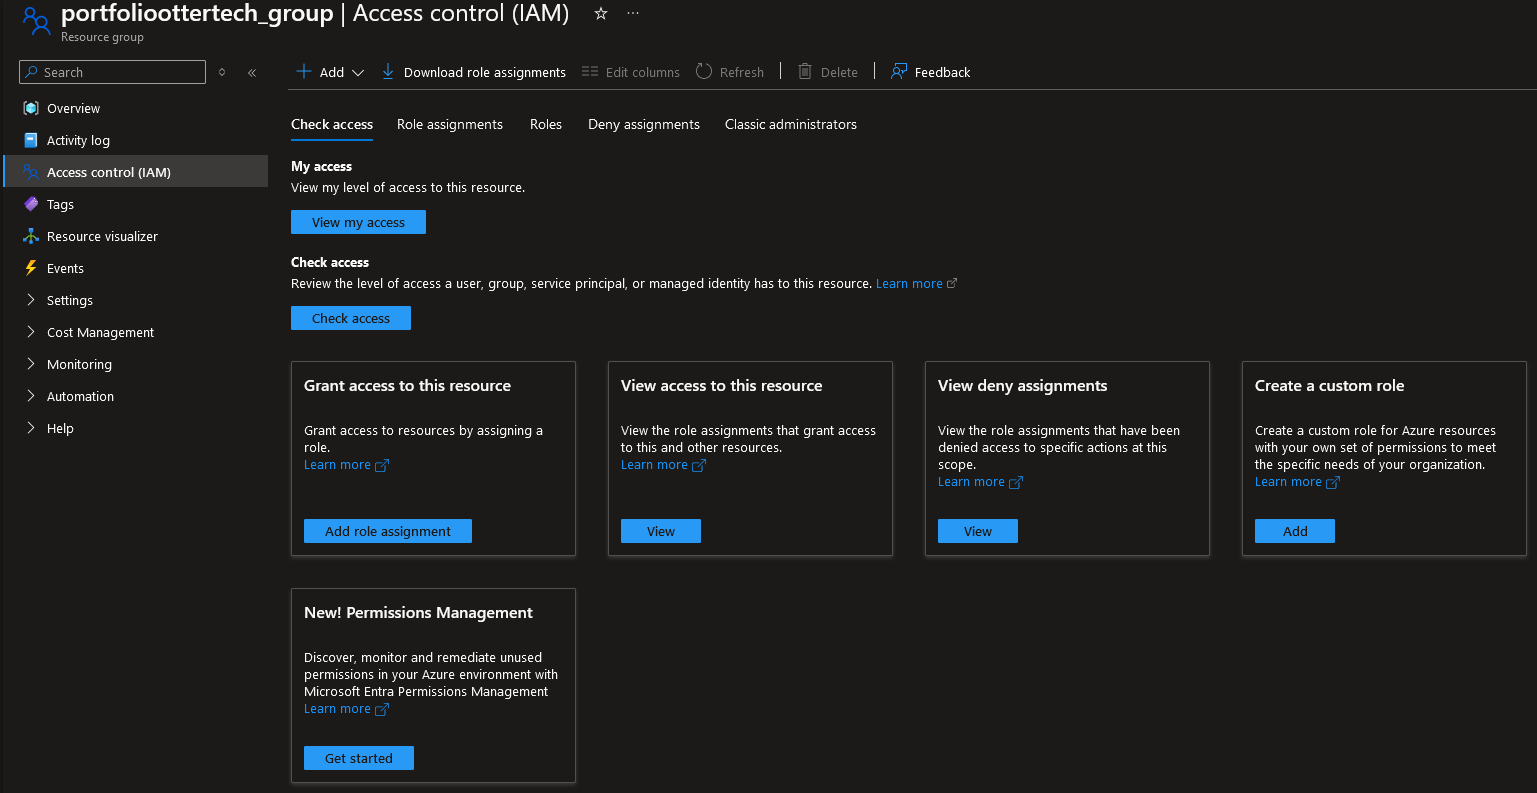 portfolioottertech_group | Access control (IAM) ☆ ···
Resource group
Search
Add
Download role assignments
Edit columns
Refresh
Delete
Feedback
Overview
Activity log
Access control (IAM)
Tags
Resource visualizer
Events
Settings
Cost Management
Monitoring
Automation
Help
Check access
Role assignments
Roles
Deny assignments
Classic administrators
My access
View my level of access to this resource.
View my access
Check access
Review the level of access a user, group, service principal, or managed identity has to this resource. Learn more
Check access
Grant access to this resource
Grant access to resources by assigning a
role.
Learn more
Add role assignment
View access to this resource
View the role assignments that grant access
to this and other resources.
Learn more
View
View deny assignments
View the role assignments that have been
denied access to specific actions at this
scope.
Learn more
View
Create a custom role
Create a custom role for Azure resources
with your own set of permissions to meet
the specific needs of your organization.
Learn more
Add
New! Permissions Management
Discover, monitor and remediate unused
permissions in your Azure environment with
Microsoft Entra Permissions Management
Learn more
Get started